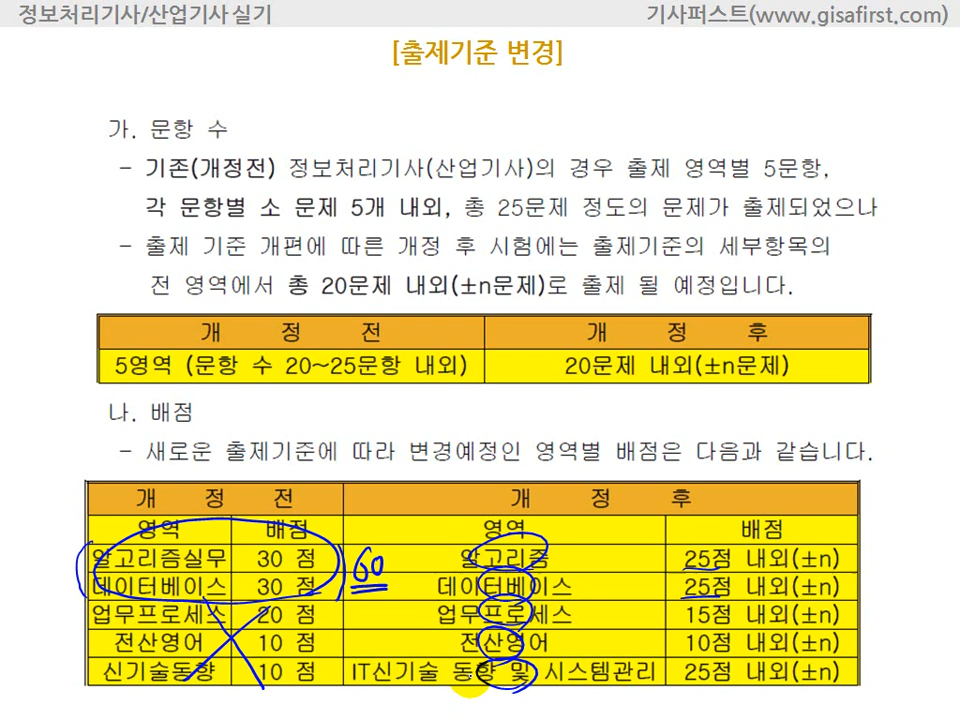 정보처리기사/산업기사 실기 기사퍼스트(www.gisafirst.com)
[출제기준 변경]
가. 문항 수
- 기존(개정전) 정보처리기사(산업기사)의 경우 출제 영역별 5문항,
각 문항별 소 문제 5개 내외, 총 25문제 정도의 문제가 출제되었으나
- 출제 기준 개편에 따른 개정 후 시험에는 출제기준의 세부항목의
전 영역에서 총 20문제 내외(±n문제)로 출제 될 예정입니다.
개 정 전 개 정 후
5영역 (문항 수 20~25문항 내외) 20문제 내외(±n문제)
나. 배점
- 새로운 출제기준에 따라 변경예정인 영역별 배점은 다음과 같습니다.
개 정 전 개 정 후
영역 배점 영역 배점
알고리즘실무 30 점 60 알고리즘 25점 내외(±n)
데이터베이스 30 점 데이터베이스 25점 내외(±n)
업무프로세스 20 점 업무프로세스 15점 내외(±n)
전산영어 10 점 전산영어 10점 내외(±n)
신기술동향 10 점 IT신기술 동향 및 시스템관리 25점 내외(±n)